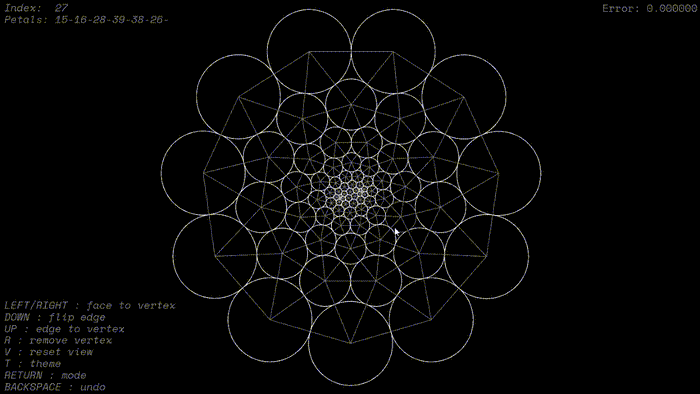 Index:  27
Petals: 15-16-28-39-38-26-
Error: 0.000000
LEFT/RIGHT : face to vertex
DOWN : flip edge
UP : edge to vertex
R : remove vertex
V : reset view
T : theme
RETURN : mode
BACKSPACE : undo